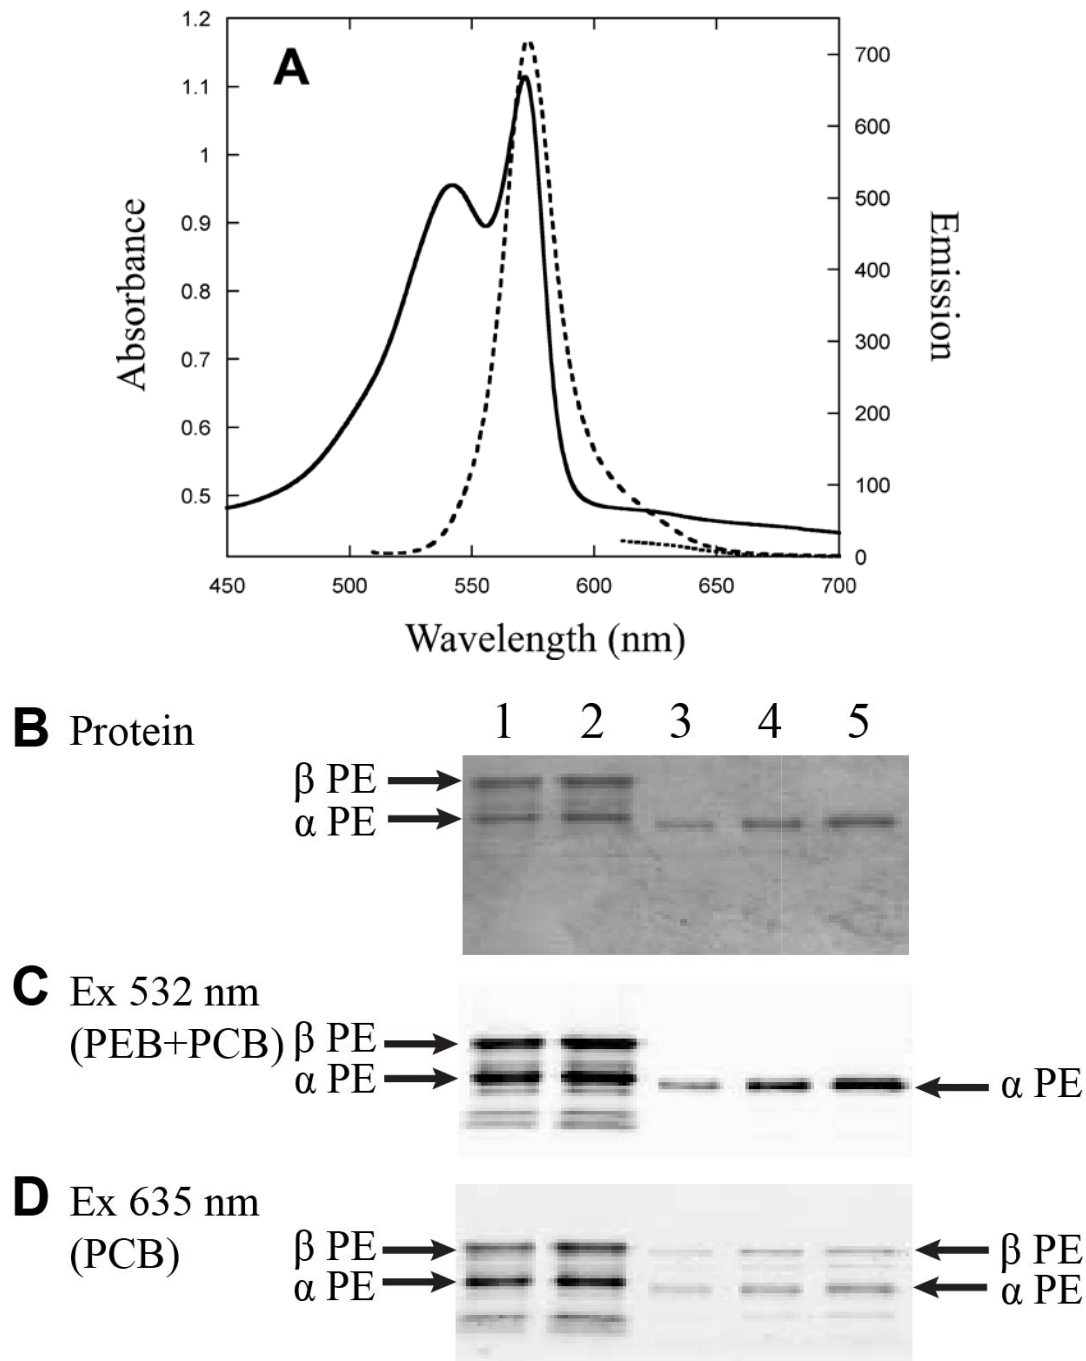 A
1.2
1.1
1
0.9
0.8
0.7
0.6
0.5
700
600
500
400
300
200
100
0
450 500 550 600 650 700
Absorbance
Emission
Wavelength (nm)
B Protein
1 2 3 4 5
β PE
α PE
C Ex 532 nm
(PEB+PCB)
β PE
α PE
α PE
D Ex 635 nm
(PCB)
β PE
α PE
β PE
α PE